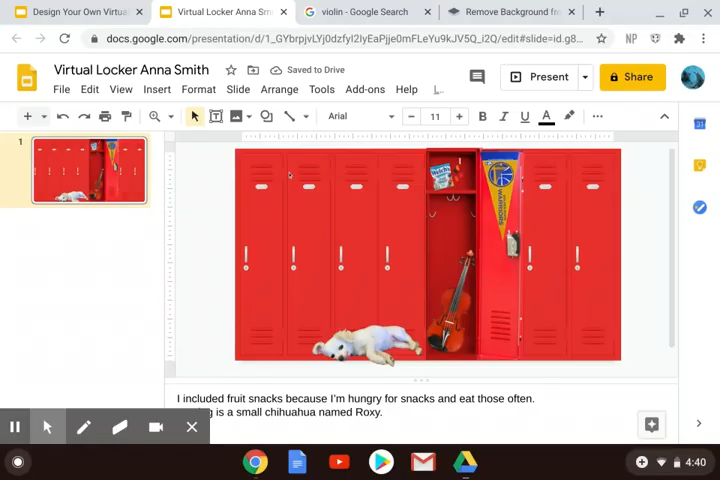 Design Your Own Virtua
Virtual Locker Anna Sm
violin - Google Search
Remove Background fr
docs.google.com/presentation/d/1_GYbrpjvLYj0dzfyI2IyEaPjje0mFLeYu9kJV5Q_i2Q/edit#slide=id.g8...
NP
Virtual Locker Anna Smith
Saved to Drive
Present
Share
File Edit View Insert Format Slide Arrange Tools Add-ons Help L...
Arial
11
B I U A
31
1
Welch's
WARRIORS
I included fruit snacks because I'm hungry for snacks and eat those often.
is a small chihuahua named Roxy.
4:40